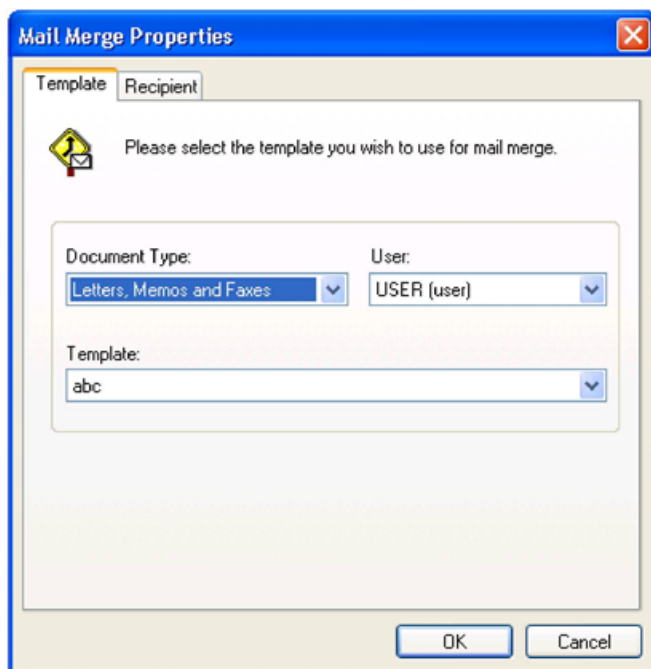 Mail Merge Properties
Template Recipient
Please select the template you wish to use for mail merge.
Document Type: User:
Letters, Memos and Faxes USER (user)
Template:
abc
OK Cancel